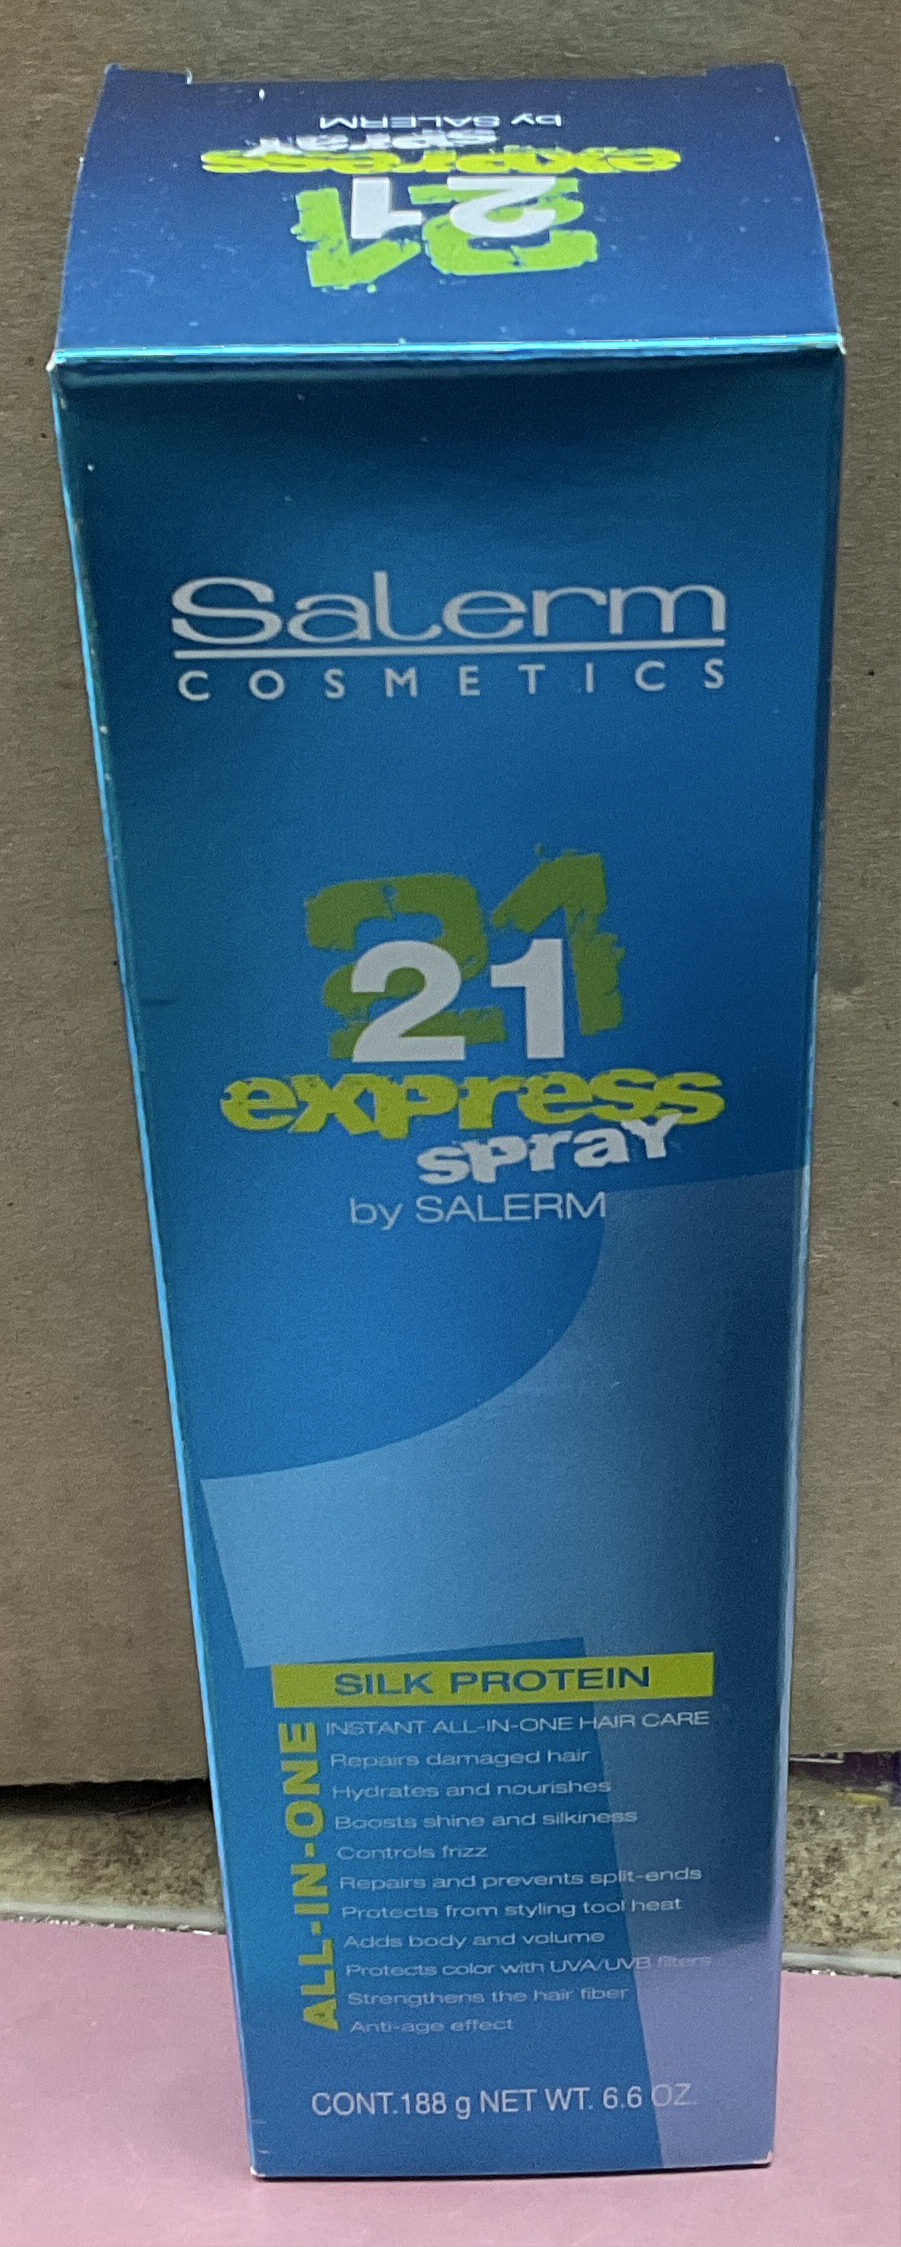 by SALERM
spray
express
21
21
Salerm
COSMETICS
21
21
express
spray
by SALERM
SILK PROTEIN
ALL-IN-ONE
INSTANT ALL-IN-ONE HAIR CARE
Repairs damaged hair
Hydrates and nourishes
Boosts shine and silkiness
Controls frizz
Repairs and prevents split-ends
Protects from styling tool heat
Adds body and volume
Protects color with UVA/UVB filters
Strengthens the hair fiber
Anti-age effect
CONT.188 g NET WT. 6.6 OZ.